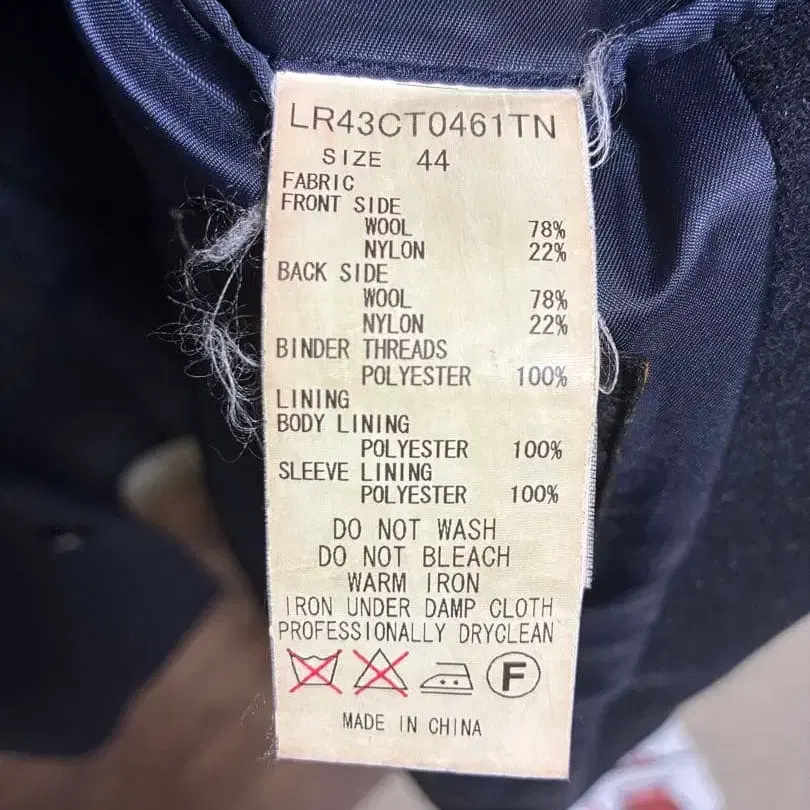 LR43CT0461TN
SIZE 44
FABRIC
FRONT SIDE
WOOL 78%
NYLON 22%
BACK SIDE
WOOL 78%
NYLON 22%
BINDER THREADS
POLYESTER 100%
LINING
BODY LINING
POLYESTER 100%
SLEEVE LINING
POLYESTER 100%
DO NOT WASH
DO NOT BLEACH
WARM IRON
IRON UNDER DAMP CLOTH
PROFESSIONALLY DRYCLEAN
F
MADE IN CHINA